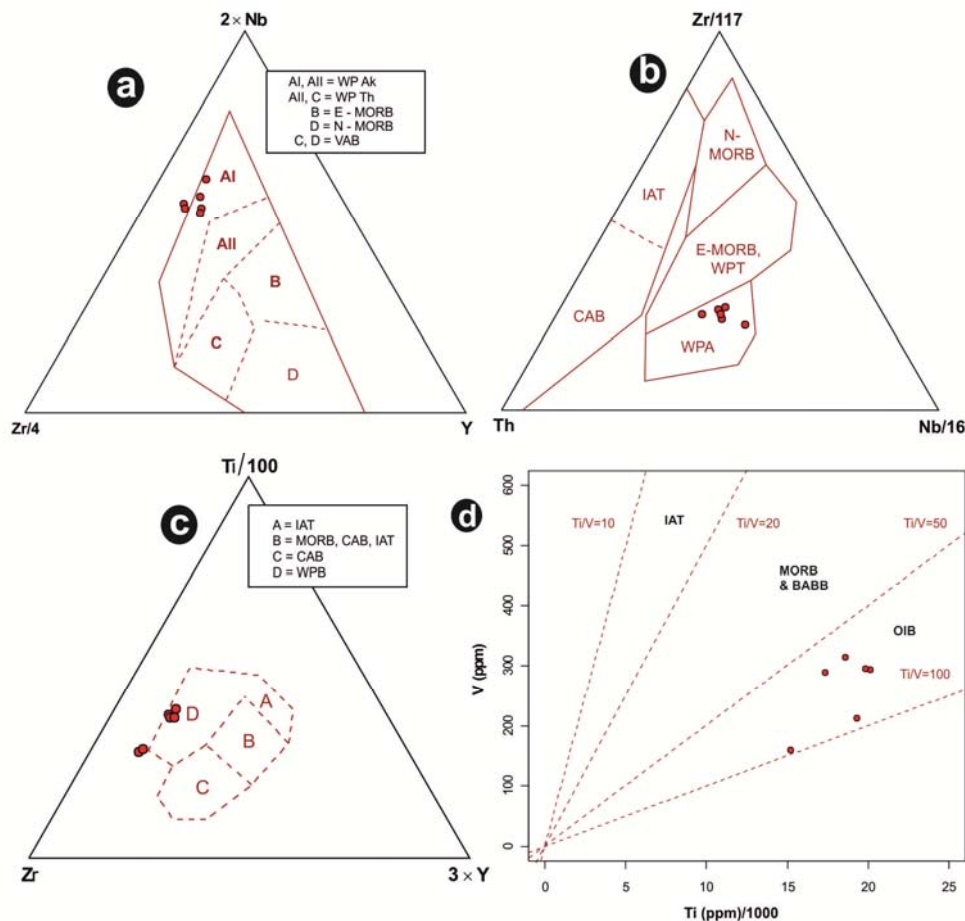 2 × Nb
a
AI, AII = WP Ak
AII, C = WP Th
B = E - MORB
D = N - MORB
C, D = VAB
AI
AII
B
C
D
Zr/4
Y
Zr/117
b
N-
MORB
IAT
E-MORB,
WPT
CAB
WPA
Th
Nb/16
Ti/100
c
A = IAT
B = MORB, CAB, IAT
C = CAB
D = WPB
A
D
B
C
Zr
3 × Y
d
Ti/V=10
IAT
Ti/V=20
Ti/V=50
MORB
& BABB
OIB
Ti/V=100
V (ppm)
600
500
400
300
200
100
0
0
5
10
15
20
25
Ti (ppm)/1000